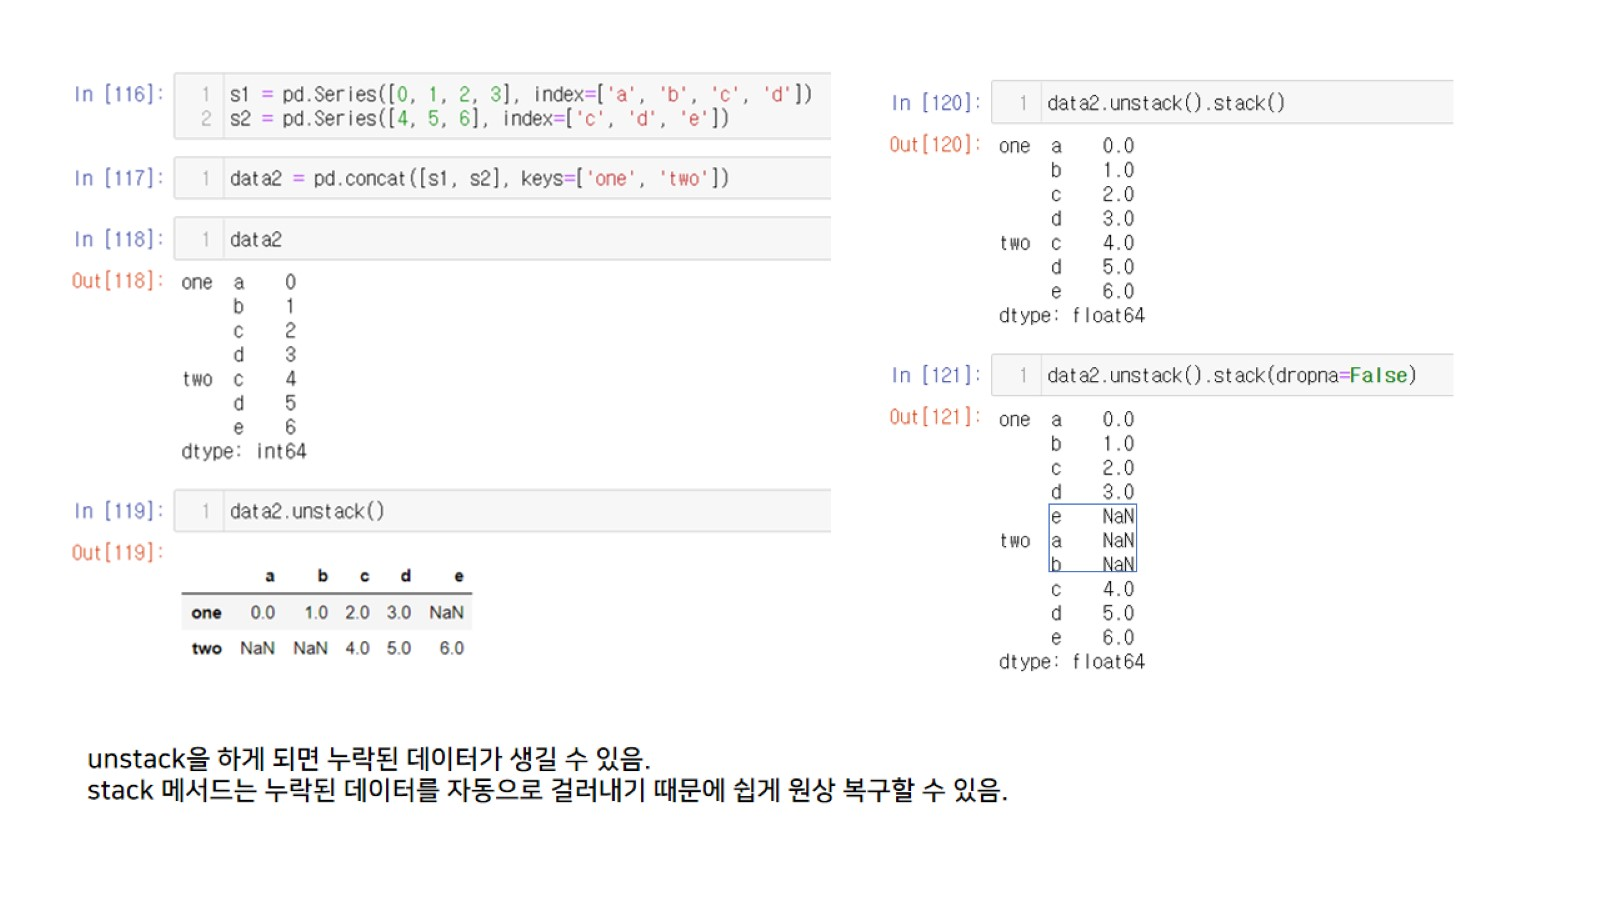 In [116]:
1 s1 = pd.Series([0, 1, 2, 3], index=['a', 'b', 'c', 'd'])
2 s2 = pd.Series([4, 5, 6], index=['c', 'd', 'e'])
In [117]:
1 data2 = pd.concat([s1, s2], keys=['one', 'two'])
In [118]:
1 data2
Out[118]:
one a 0
b 1
c 2
d 3
two c 4
d 5
e 6
dtype: int64
In [119]:
1 data2.unstack()
Out[119]:
a b c d e
one 0.0 1.0 2.0 3.0 NaN
two NaN NaN 4.0 5.0 6.0
In [120]:
1 data2.unstack().stack()
Out[120]:
one a 0.0
b 1.0
c 2.0
d 3.0
two c 4.0
d 5.0
e 6.0
dtype: float64
In [121]:
1 data2.unstack().stack(dropna=False)
Out[121]:
one a 0.0
b 1.0
c 2.0
d 3.0
e NaN
two a NaN
b NaN
c 4.0
d 5.0
e 6.0
dtype: float64
unstack을 하게 되면 누락된 데이터가 생길 수 있음.
stack 메서드는 누락된 데이터를 자동으로 걸러내기 때문에 쉽게 원상 복구할 수 있음.